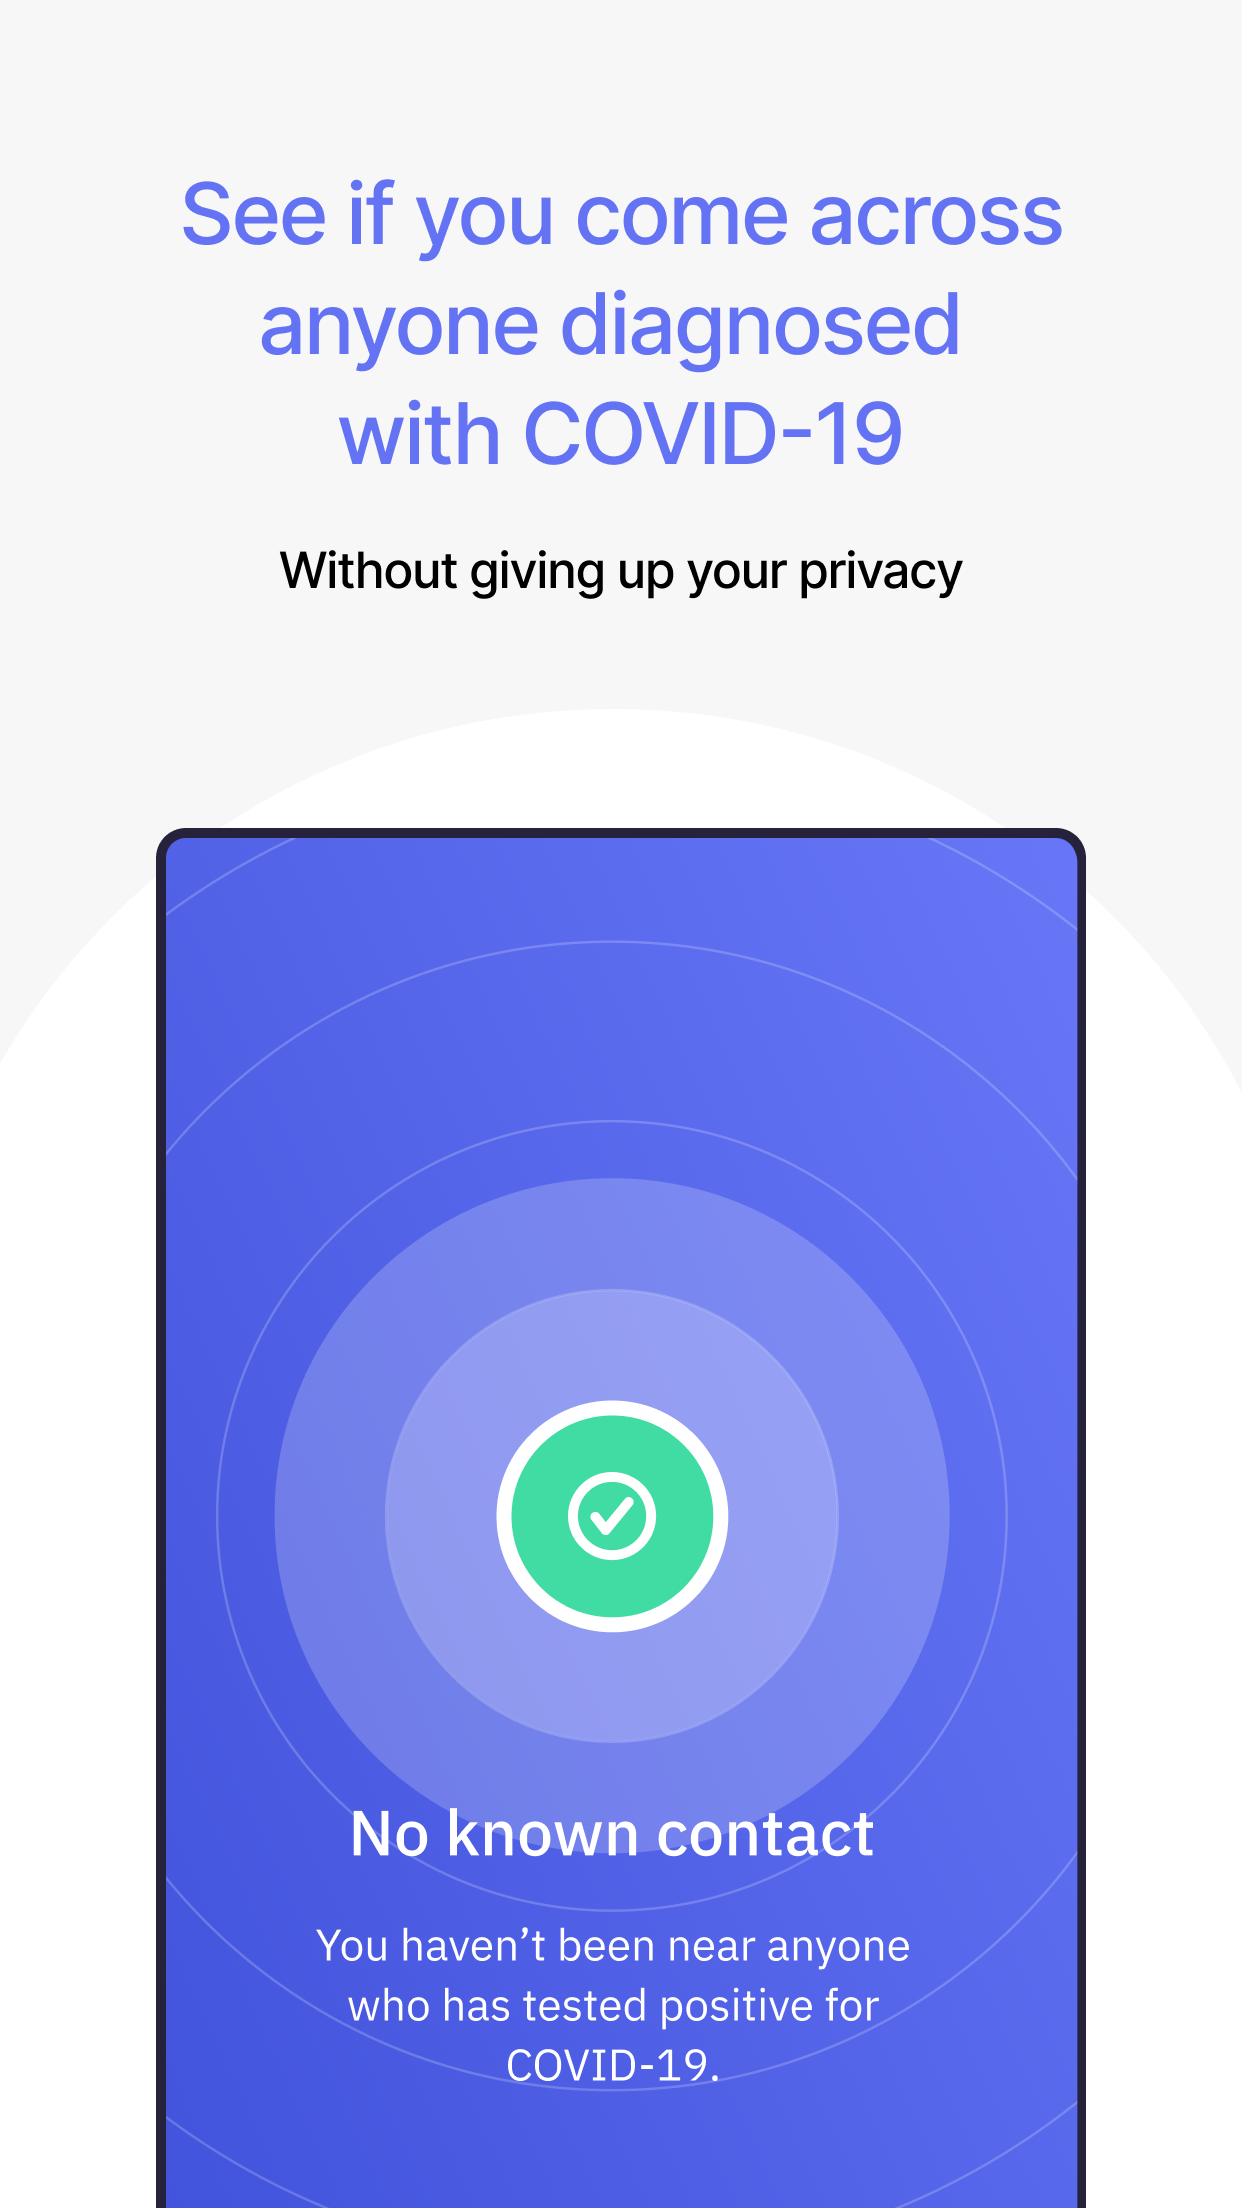 See if you come across
anyone diagnosed
with COVID-19
Without giving up your privacy
No known contact
You haven’t been near anyone
who has tested positive for
COVID-19.